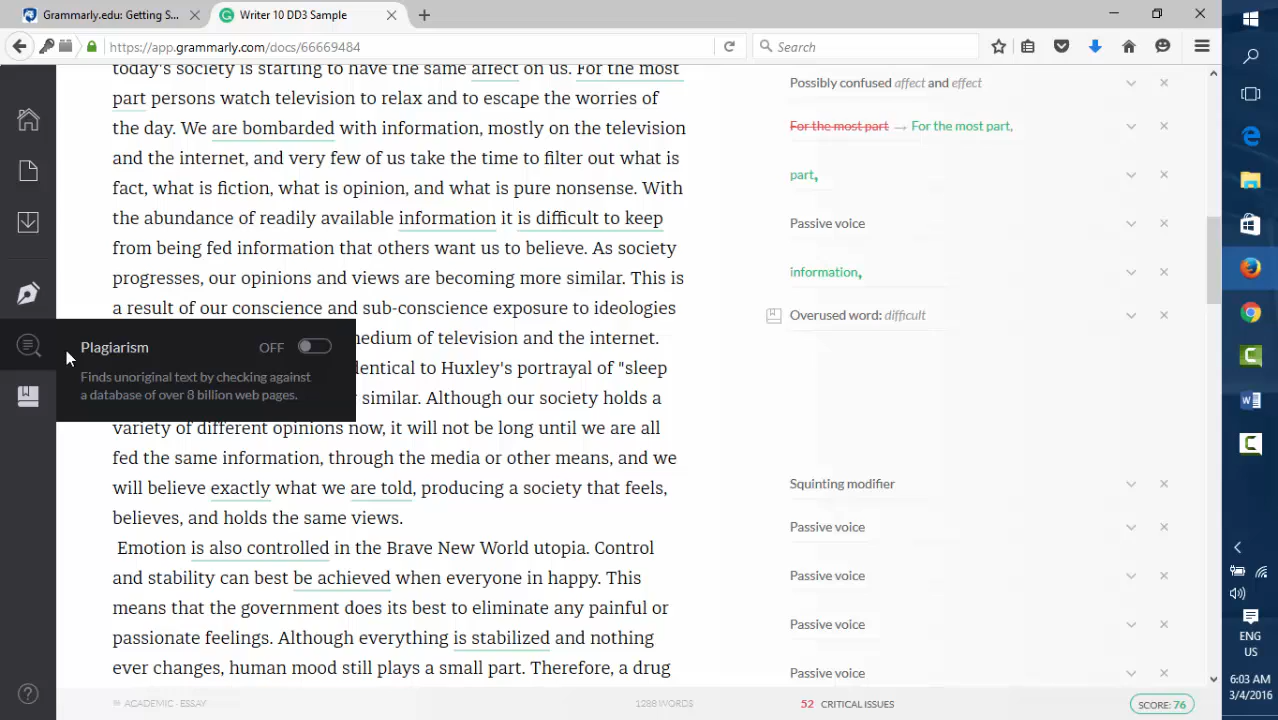 Grammarly.edu: Getting S...
Writer 10 DD3 Sample
https://app.grammarly.com/docs/66669484
Search
today's society is starting to have the same affect on us. For the most
part persons watch television to relax and to escape the worries of
the day. We are bombarded with information, mostly on the television
and the internet, and very few of us take the time to filter out what is
fact, what is fiction, what is opinion, and what is pure nonsense. With
the abundance of readily available information it is difficult to keep
from being fed information that others want us to believe. As society
progresses, our opinions and views are becoming more similar. This is
a result of our conscience and sub-conscience exposure to ideologies
medium of television and the internet.
dentical to Huxley's portrayal of "sleep
similar. Although our society holds a
variety of different opinions now, it will not be long until we are all
fed the same information, through the media or other means, and we
will believe exactly what we are told, producing a society that feels,
believes, and holds the same views.
Emotion is also controlled in the Brave New World utopia. Control
and stability can best be achieved when everyone in happy. This
means that the government does its best to eliminate any painful or
passionate feelings. Although everything is stabilized and nothing
ever changes, human mood still plays a small part. Therefore, a drug
Plagiarism
OFF
Finds unoriginal text by checking against
a database of over 8 billion web pages.
Possibly confused affect and effect
For the most part → For the most part,
part,
Passive voice
information,
Overused word: difficult
Squinting modifier
Passive voice
Passive voice
Passive voice
Passive voice
ACADEMIC - ESSAY
1288 WORDS
52 CRITICAL ISSUES
SCORE: 76
ENG
US
6:03 AM
3/4/2016